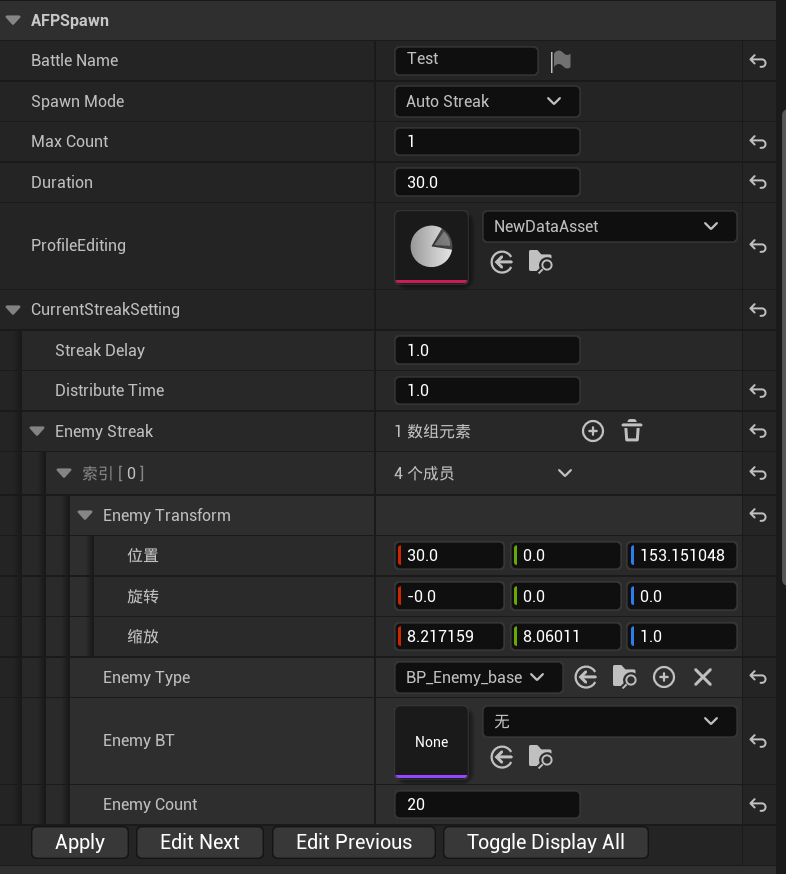 AFPSpawn
Battle Name Test
Spawn Mode Auto Streak
Max Count 1
Duration 30.0
ProfileEditing NewDataAsset
CurrentStreakSetting
Streak Delay 1.0
Distribute Time 1.0
Enemy Streak 1 数组元素
索引 [ 0 ] 4 个成员
Enemy Transform
位置 30.0 0.0 153.151048
旋转 -0.0 0.0 0.0
缩放 8.217159 8.06011 1.0
Enemy Type BP_Enemy_base
Enemy BT None 无
Enemy Count 20
Apply Edit Next Edit Previous Toggle Display All